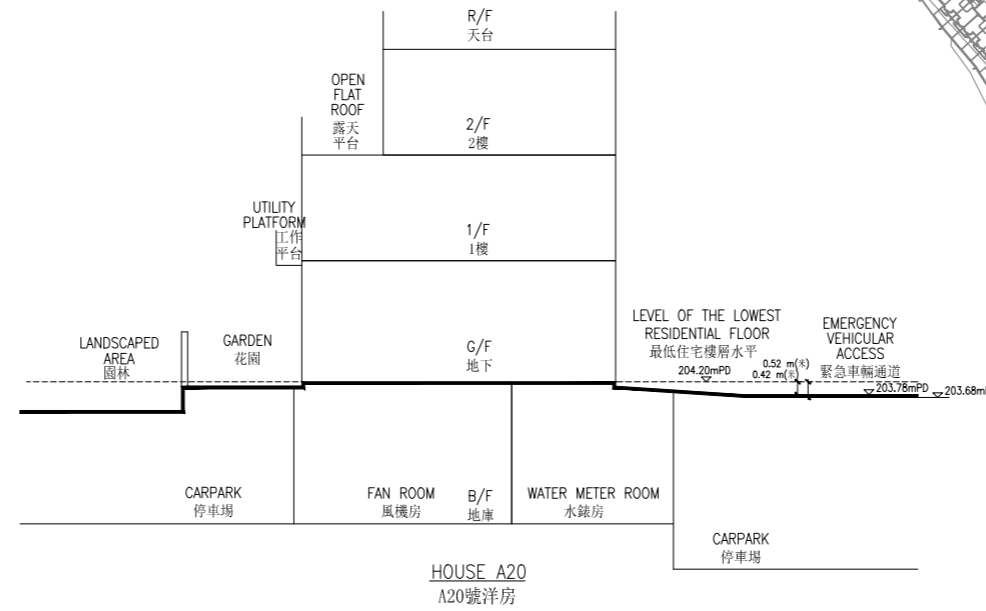 R/F
天台
OPEN
FLAT
ROOF
露天
平台
2/F
2樓
UTILITY
PLATFORM
工作
平台
1/F
1樓
LANDSCAPED
AREA
園林
GARDEN
花園
G/F
地下
LEVEL OF THE LOWEST
RESIDENTIAL FLOOR
最低住宅樓層水平
204.20mPD
0.52 m(米)
0.42 m(米)
EMERGENCY
VEHICULAR
ACCESS
緊急車輛通道
203.78mPD
203.68m
CARPARK
停車場
FAN ROOM
風機房
B/F
地庫
WATER METER ROOM
水錶房
CARPARK
停車場
HOUSE A20
A20號洋房